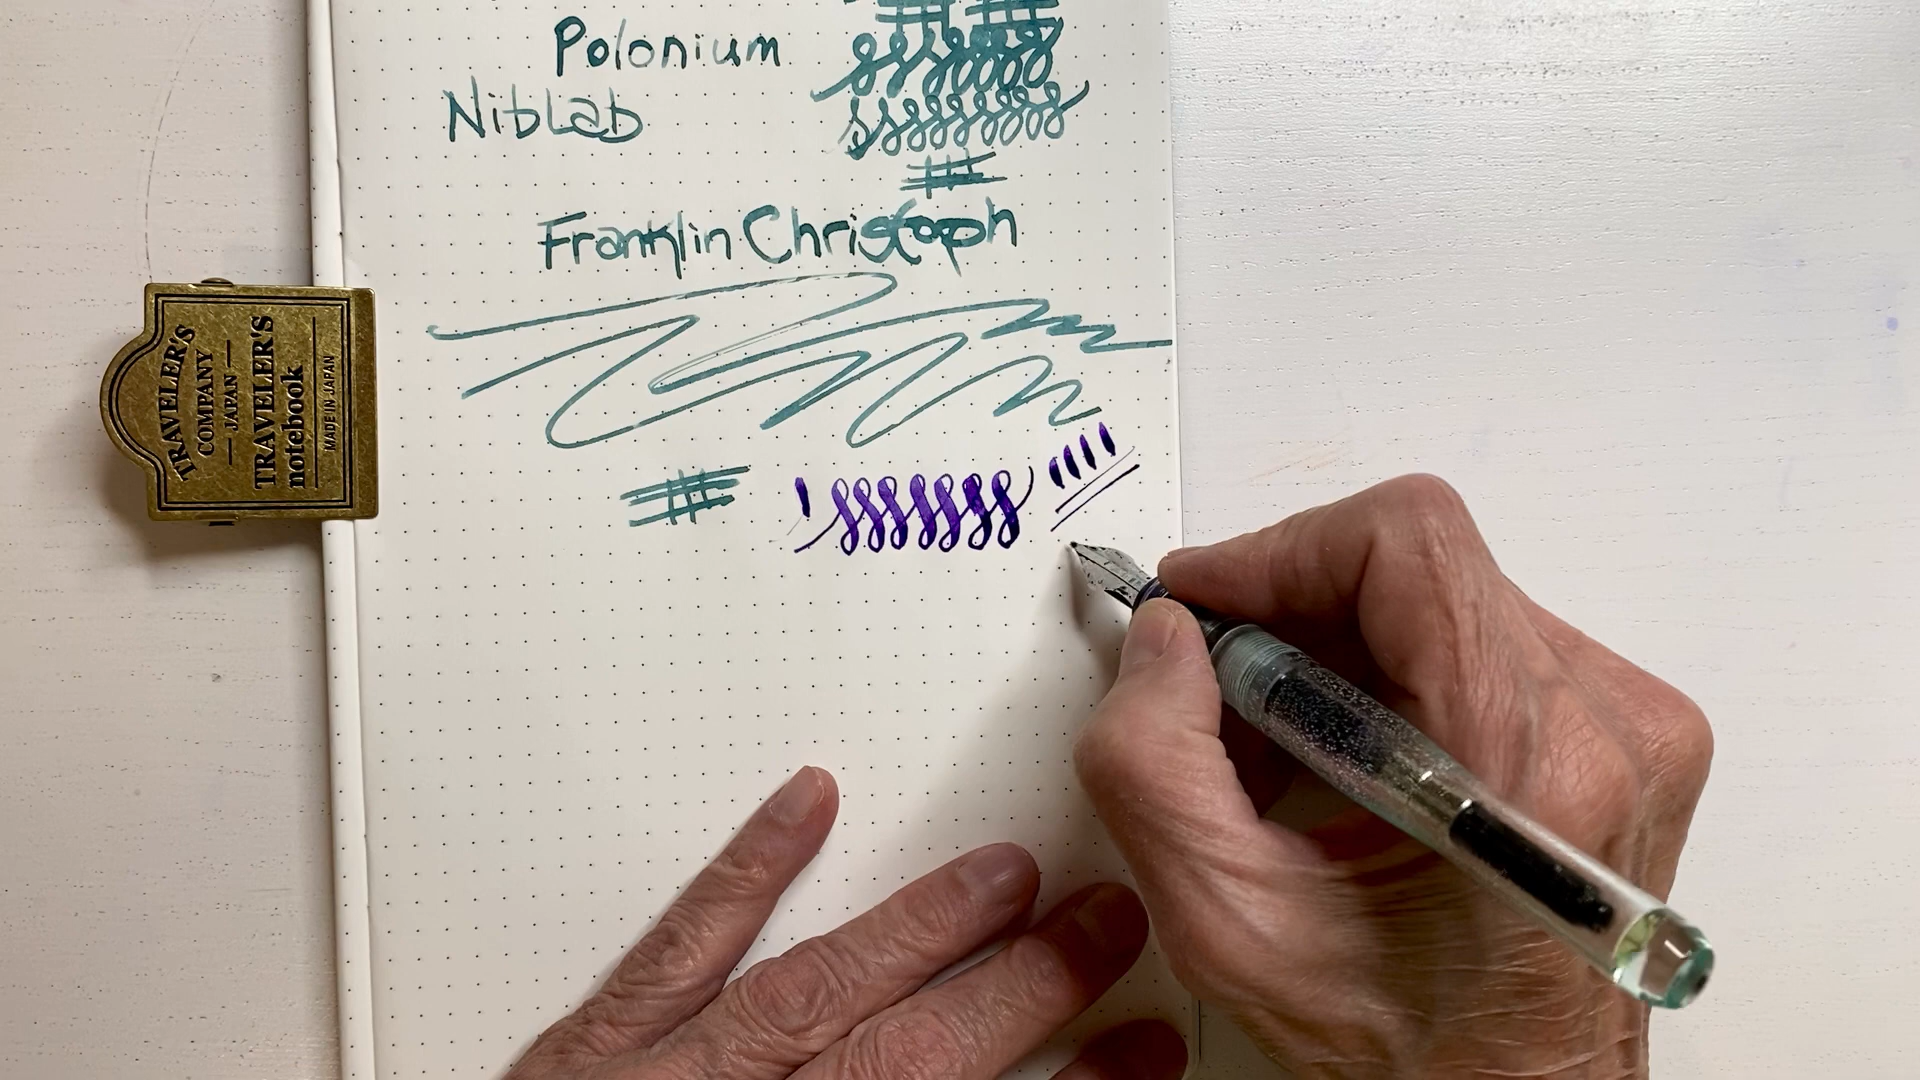 Polonium
NibLab
Franklin Christoph
TRAVELER'S
COMPANY
— JAPAN —
TRAVELER'S
notebook
MADE IN JAPAN